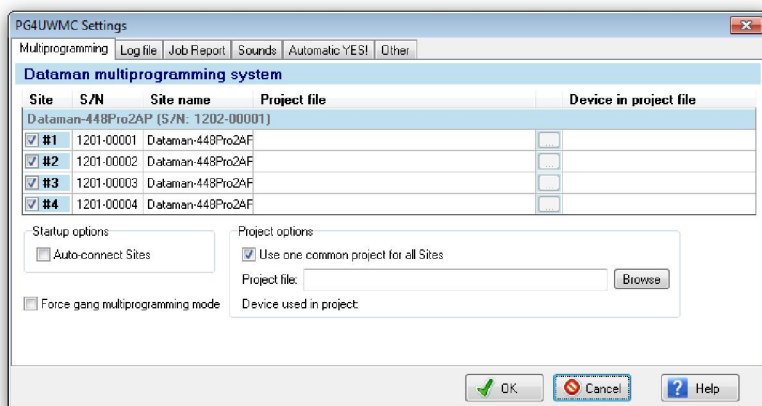 PG4UWMC Settings
Multiprogramming Log file Job Report Sounds Automatic YES! Other
Dataman multiprogramming system
Site S/N Site name Project file Device in project file
Dataman-448Pro2AP (S/N: 1202-00001)
#1 1201-00001 Dataman-448Pro2AP ...
#2 1201-00002 Dataman-448Pro2AP ...
#3 1201-00003 Dataman-448Pro2AP ...
#4 1201-00004 Dataman-448Pro2AP ...
Startup options Project options
Auto-connect Sites Use one common project for all Sites
Project file: Browse
Force gang multiprogramming mode Device used in project:
OK Cancel ? Help